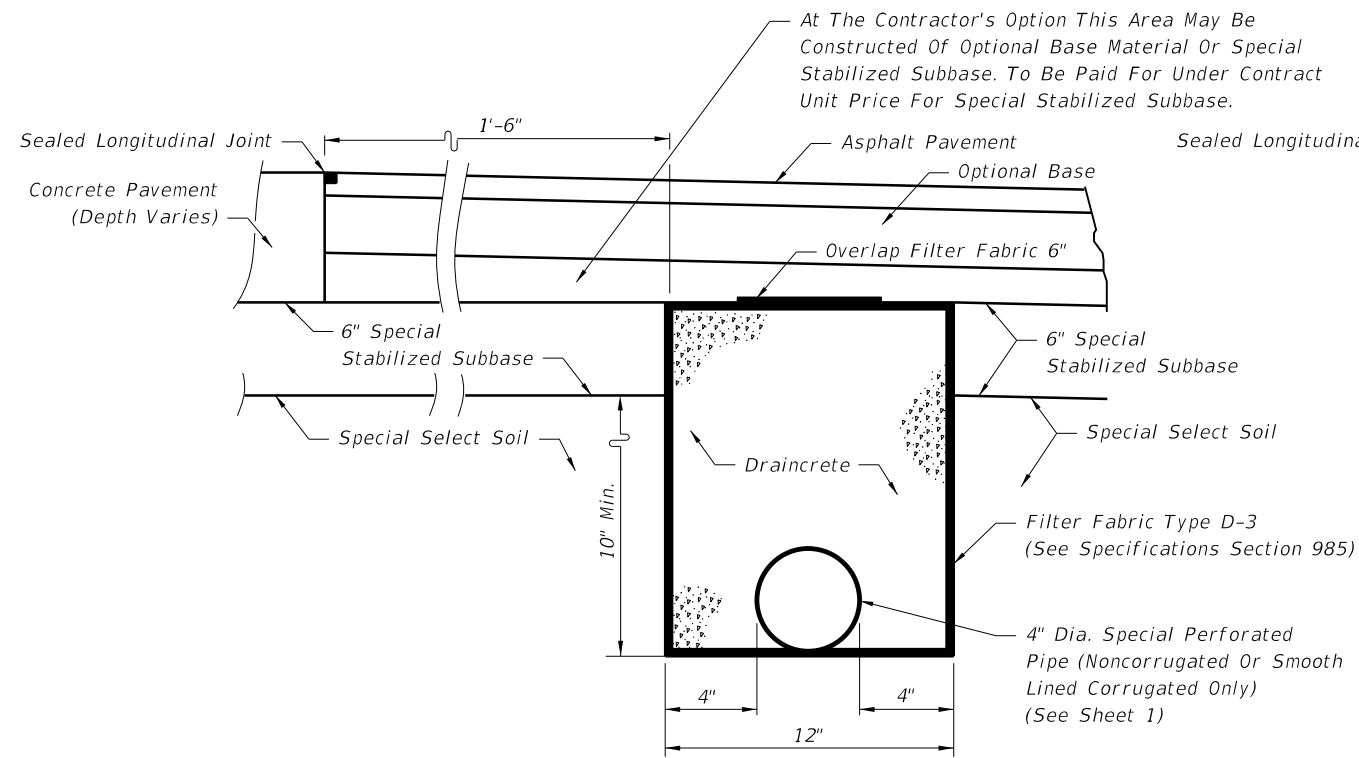 At The Contractor's Option This Area May Be
Constructed Of Optional Base Material Or Special
Stabilized Subbase. To Be Paid For Under Contract
Unit Price For Special Stabilized Subbase.
1'-6"
Sealed Longitudinal Joint
Asphalt Pavement
Sealed
Concrete Pavement
(Depth Varies)
Optional Base
Overlap Filter Fabric 6"
6" Special
Stabilized Subbase
6" Special
Stabilized Subbase
Special Select Soil
Special Select Soil
Draincrete
10" Min.
Filter Fabric Type D-3
(See Specifications Section 985)
4" Dia. Special Perforated
Pipe (Noncorrugated Or Smooth
Lined Corrugated Only)
(See Sheet 1)
4"
4"
12"